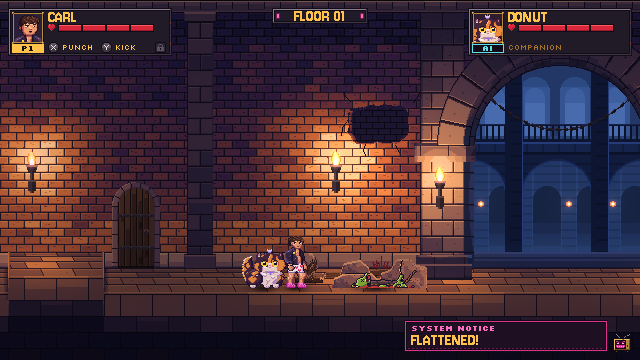 CARL
P1
X PUNCH Y KICK
FLOOR 01
DONUT
AI
COMPANION
SYSTEM NOTICE
FLATTENED!